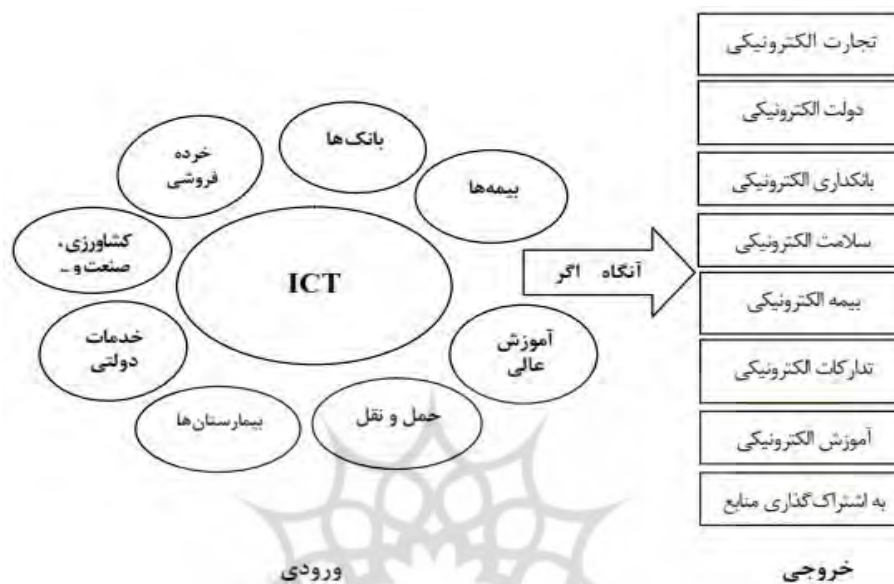 بانک‌ها
بیمه‌ها
خرده
فروشی
کشاورزی،
صنعت و ...
ICT
خدمات
دولتی
بیمارستان‌ها
حمل و نقل
آموزش
عالی
آنگاه اگر
تجارت الکترونیکی
دولت الکترونیکی
بانکداری الکترونیکی
سلامت الکترونیکی
بیمه الکترونیکی
تدارکات الکترونیکی
آموزش الکترونیکی
به اشتراک‌گذاری منابع
ورودی
خروجی